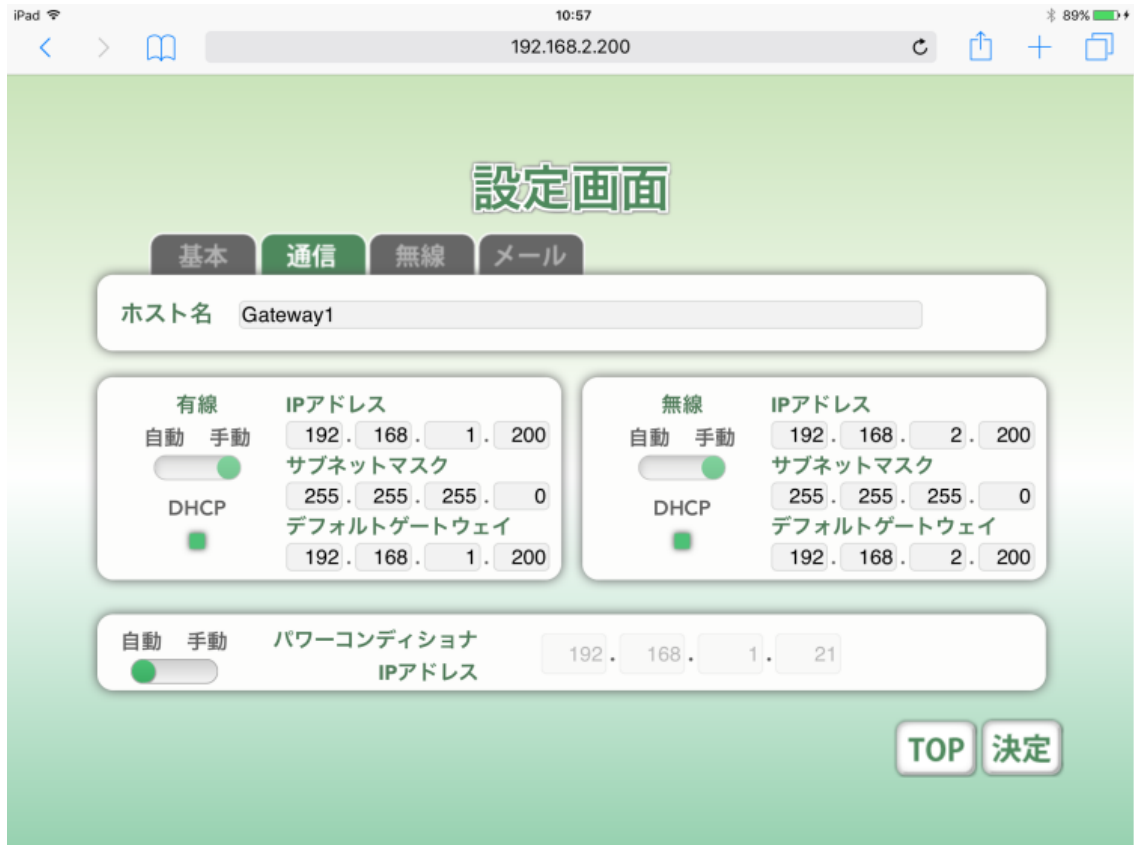 iPad 10:57 89%
192.168.2.200
設定画面
基本 通信 無線 メール
ホスト名 Gateway1
有線
自動 手動
DHCP
IPアドレス
192. 168. 1. 200
サブネットマスク
255. 255. 255. 0
デフォルトゲートウェイ
192. 168. 1. 200
無線
自動 手動
DHCP
IPアドレス
192. 168. 2. 200
サブネットマスク
255. 255. 255. 0
デフォルトゲートウェイ
192. 168. 2. 200
自動 手動
パワーコンディショナ
IPアドレス
192. 168. 1. 21
TOP 決定